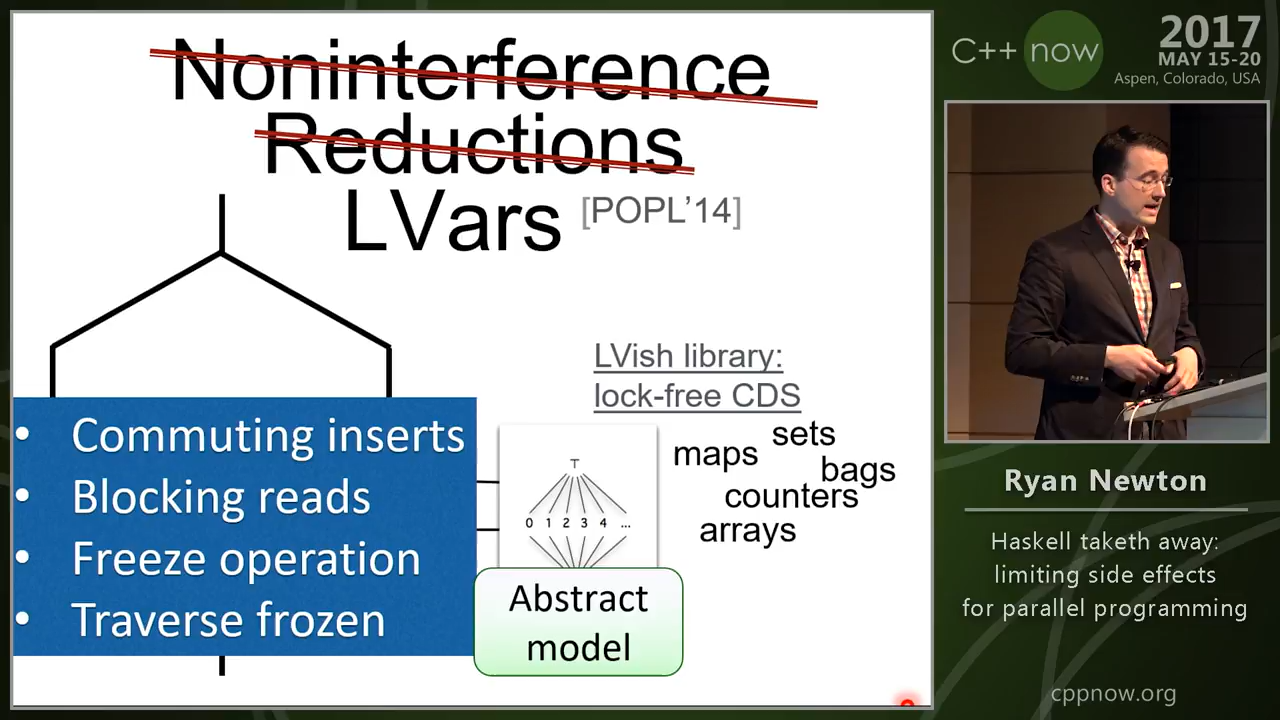 Noninterference
Reductions
LVars [POPL'14]
LVish library:
lock-free CDS
maps
sets
bags
counters
arrays
• Commuting inserts
• Blocking reads
• Freeze operation
• Traverse frozen
⊤
0 1 2 3 4 ...
Abstract
model
C++ now
2017
MAY 15-20
Aspen, Colorado, USA
Ryan Newton
Haskell taketh away:
limiting side effects
for parallel programming
cppnow.org